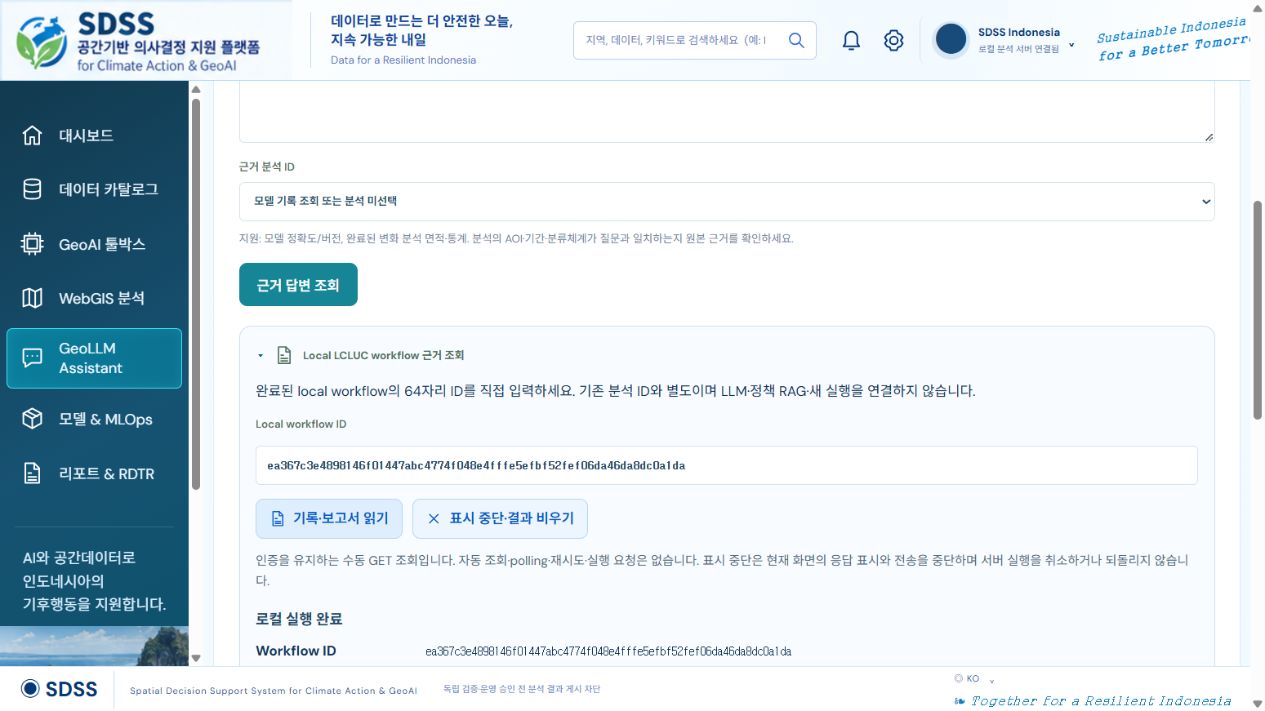 SDSS
공간기반 의사결정 지원 플랫폼
for Climate Action & GeoAI
데이터로 만드는 더 안전한 오늘,
지속 가능한 내일
Data for a Resilient Indonesia
지역, 데이터, 키워드로 검색하세요 (예: I
SDSS Indonesia
로컬 분석 서버 연결됨
Sustainable Indonesia
for a Better Tomorr
대시보드
데이터 카탈로그
GeoAI 툴박스
WebGIS 분석
GeoLLM
Assistant
모델 & MLOps
리포트 & RDTR
AI와 공간데이터로
인도네시아의
기후행동을 지원합니다.
근거 분석 ID
모델 기록 조회 또는 분석 미선택
지원: 모델 정확도/버전, 완료된 변화 분석 면적·통계. 분석의 AOI·기간·분류체계가 질문과 일치하는지 원본 근거를 확인하세요.
근거 답변 조회
Local LCLUC workflow 근거 조회
완료된 local workflow의 64자리 ID를 직접 입력하세요. 기존 분석 ID와 별도이며 LLM·정책 RAG·새 실행을 연결하지 않습니다.
Local workflow ID
ea367c3e4898146f01447abc4774f048e4fffe5efbf52fef06da46da8dc0a1da
기록·보고서 읽기
표시 중단·결과 비우기
인증을 유지하는 수동 GET 조회입니다. 자동 조회·polling·재시도·실행 요청은 없습니다. 표시 중단은 현재 화면의 응답 표시와 전송을 중단하며 서버 실행을 취소하거나 되돌리지 않습니
다.
로컬 실행 완료
Workflow ID
ea367c3e4898146f01447abc4774f048e4fffe5efbf52fef06da46da8dc0a1da
SDSS
Spatial Decision Support System for Climate Action & GeoAI
독립 검증·운영 승인 전 분석 결과 게시 차단
KO
Together for a Resilient Indonesia